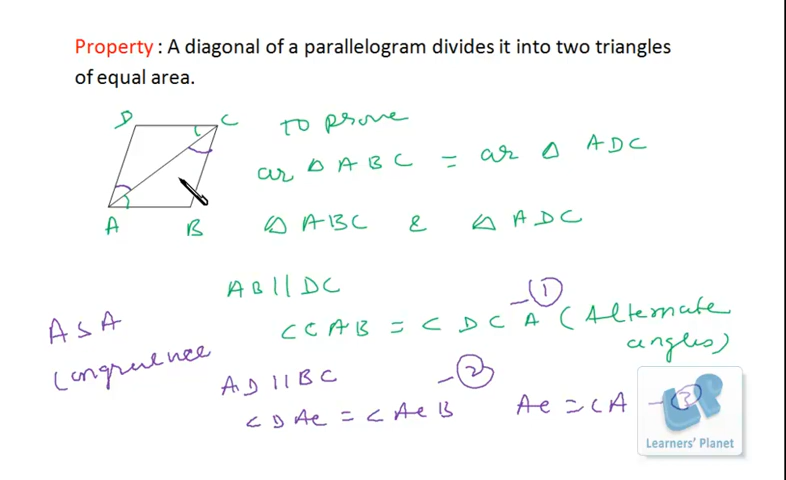 Property : A diagonal of a parallelogram divides it into two triangles
of equal area.
D C
A B
To prove
ar △ ABC = ar △ ADC
△ ABC & △ ADC
AB || DC
∠CAB = ∠DCA — ① (Alternate
angles)
ASA
Congruence
AD || BC
— ②
∠DAC = ∠ACB AC = CA — ③
Learners' Planet